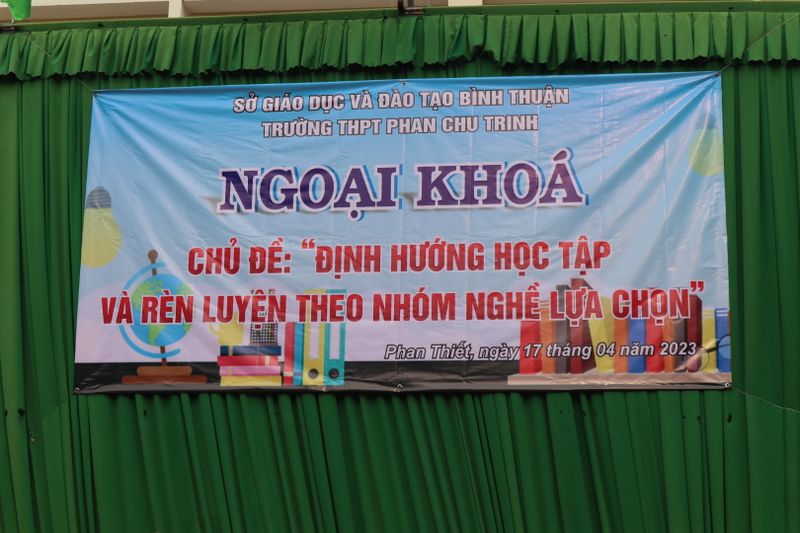 SỞ GIÁO DỤC VÀ ĐÀO TẠO BÌNH THUẬN
TRƯỜNG THPT PHAN CHU TRINH
NGOẠI KHOÁ
CHỦ ĐỀ: “ĐỊNH HƯỚNG HỌC TẬP
VÀ RÈN LUYỆN THEO NHÓM NGHỀ LỰA CHỌN”
Phan Thiết, ngày 17 tháng 04 năm 2023